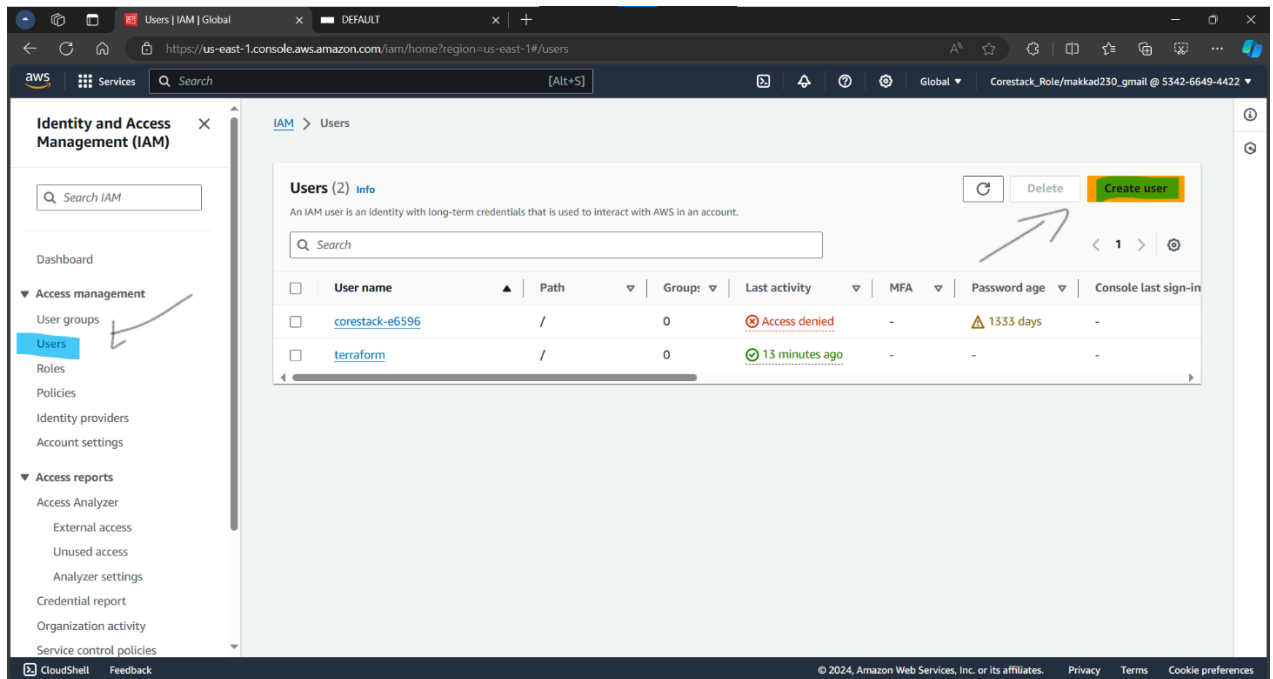 Users | IAM | Global
DEFAULT
https://us-east-1.console.aws.amazon.com/iam/home?region=us-east-1#/users
aws Services Search [Alt+S] Global Corestack_Role/makkad230_gmail @ 5342-6649-4422
Identity and Access
Management (IAM)
Search IAM
Dashboard
Access management
User groups
Users
Roles
Policies
Identity providers
Account settings
Access reports
Access Analyzer
External access
Unused access
Analyzer settings
Credential report
Organization activity
Service control policies
IAM > Users
Users (2) Info
Delete
Create user
An IAM user is an identity with long-term credentials that is used to interact with AWS in an account.
Search
1
User name Path Group: Last activity MFA Password age Console last sign-in
corestack-e6596 / 0 Access denied - 1333 days -
terraform / 0 13 minutes ago - - -
CloudShell Feedback © 2024, Amazon Web Services, Inc. or its affiliates. Privacy Terms Cookie preferences